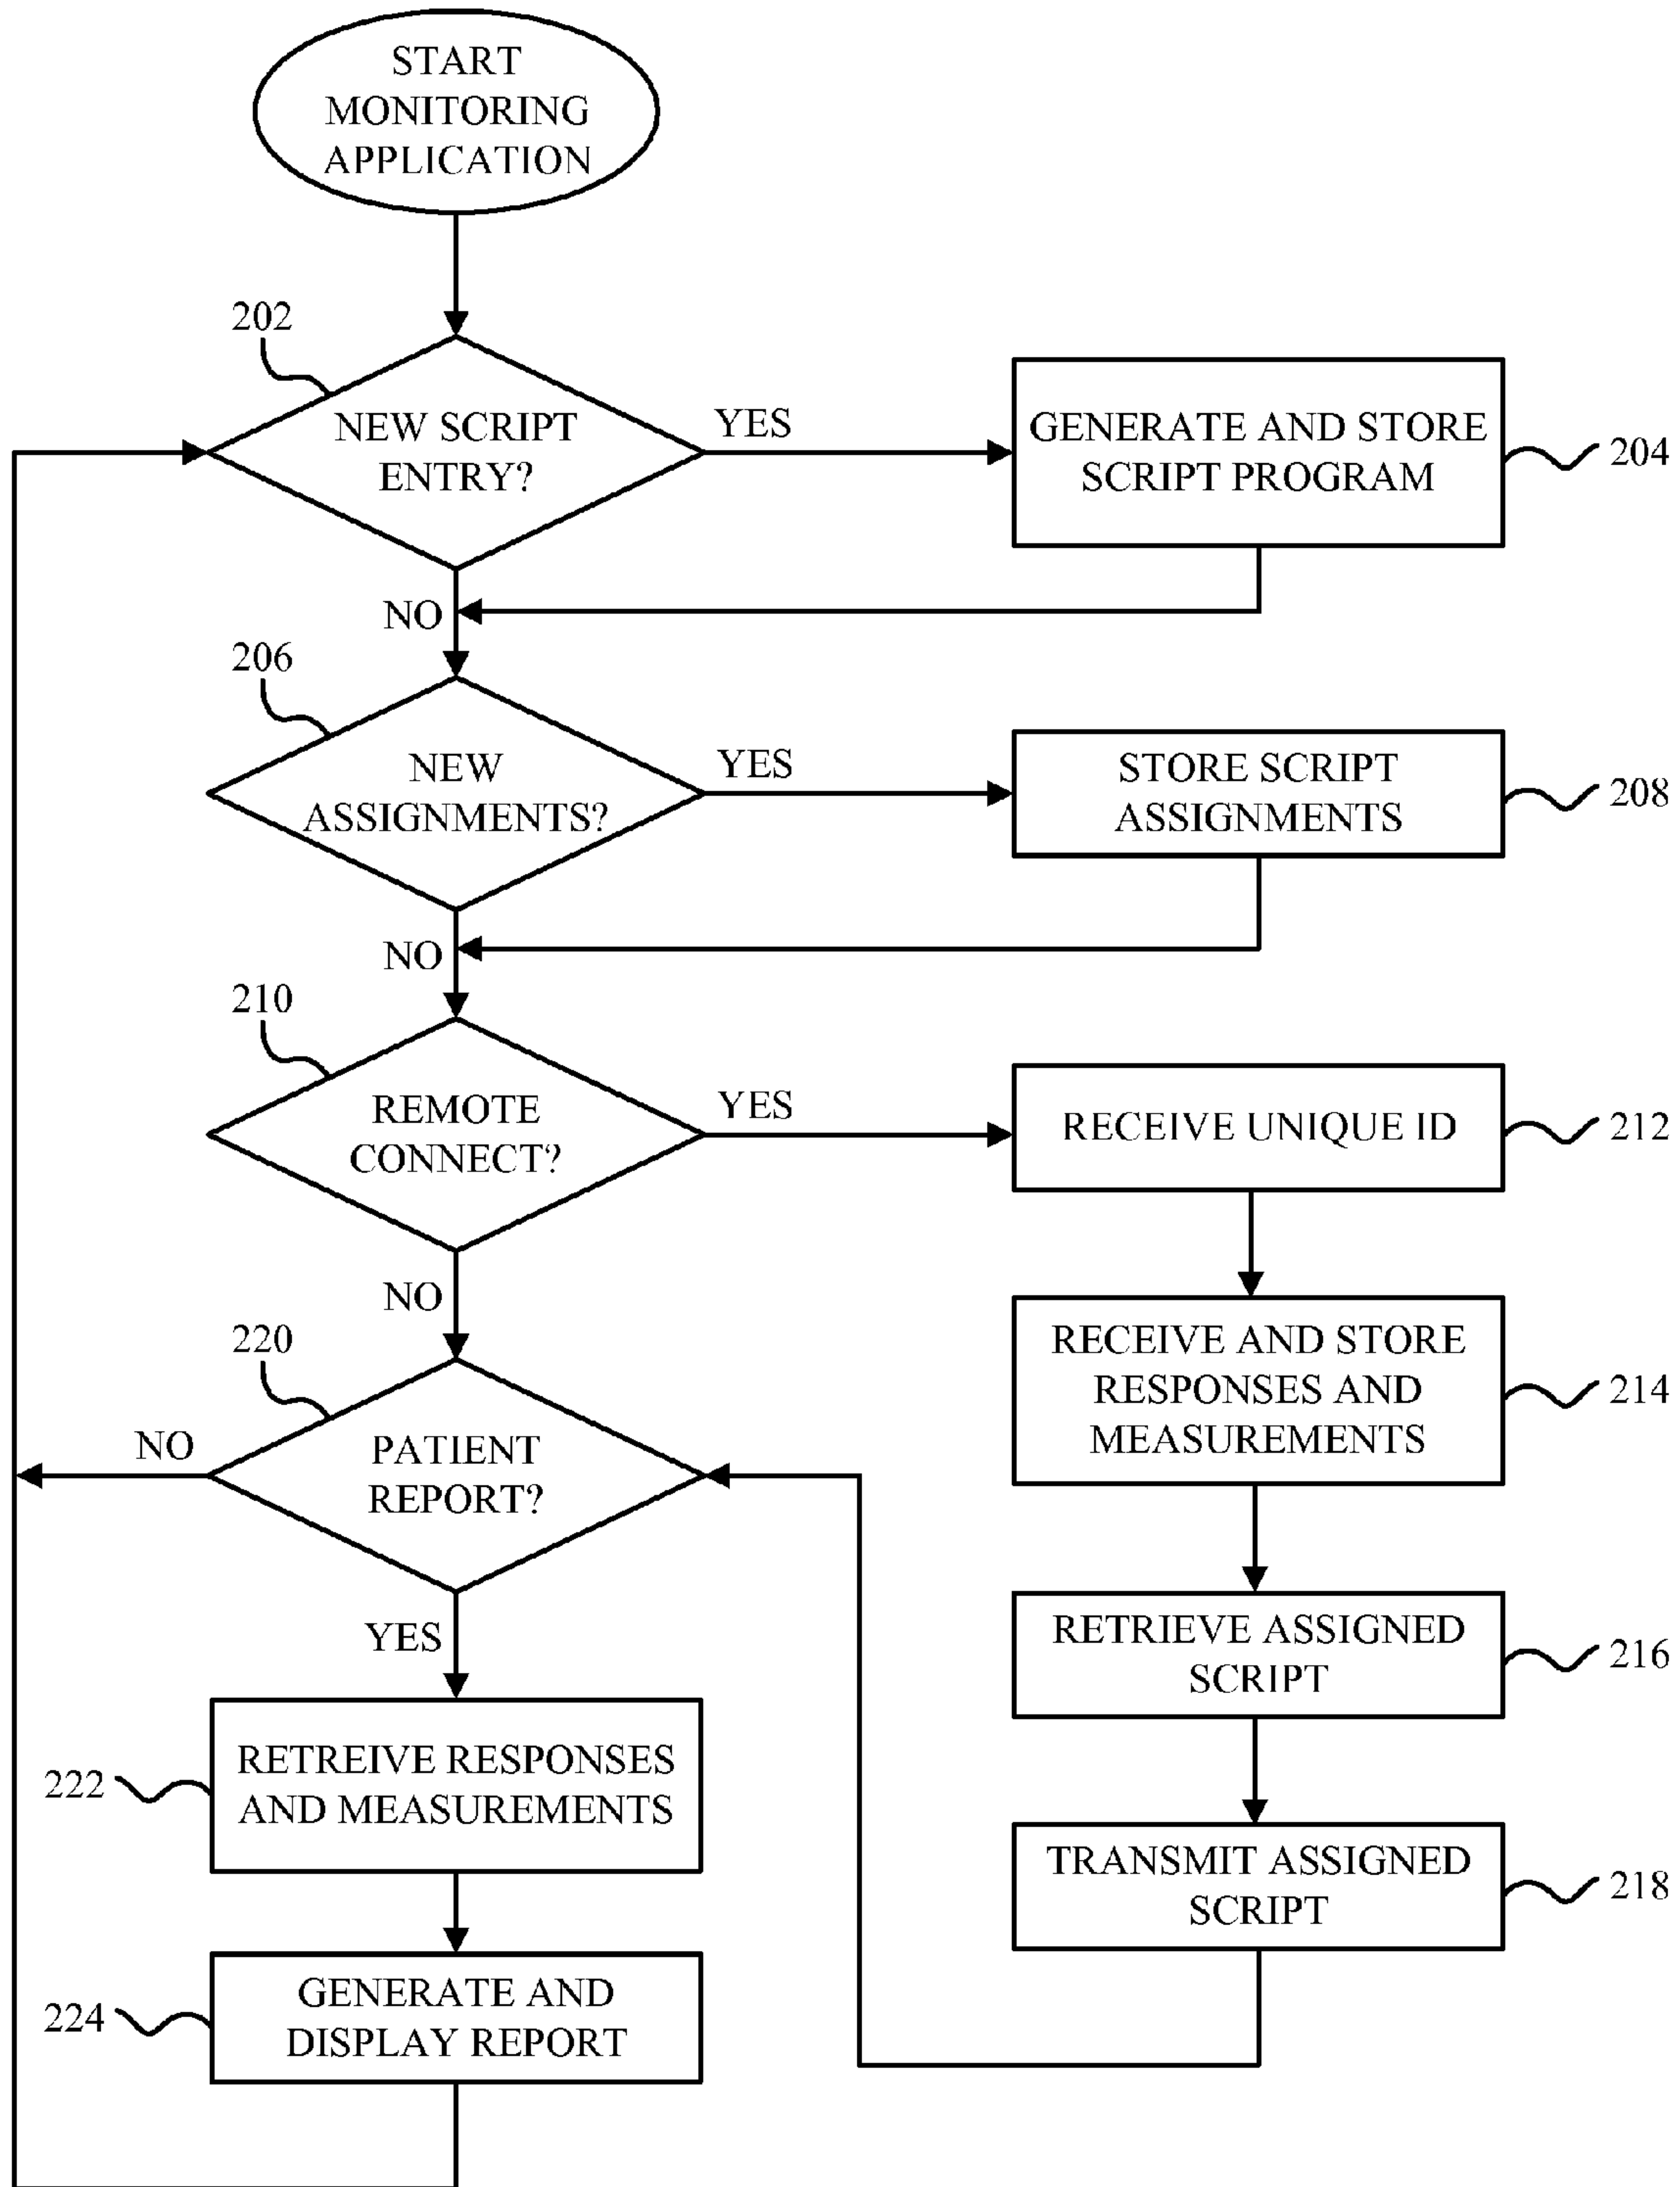 START
MONITORING
APPLICATION
202
NEW SCRIPT
ENTRY?
YES
GENERATE AND STORE
SCRIPT PROGRAM
204
NO
206
NEW
ASSIGNMENTS?
YES
STORE SCRIPT
ASSIGNMENTS
208
NO
210
REMOTE
CONNECT?
YES
RECEIVE UNIQUE ID
212
NO
RECEIVE AND STORE
RESPONSES AND
MEASUREMENTS
214
220
PATIENT
REPORT?
NO
YES
RETRIEVE ASSIGNED
SCRIPT
216
222
RETREIVE RESPONSES
AND MEASUREMENTS
TRANSMIT ASSIGNED
SCRIPT
218
224
GENERATE AND
DISPLAY REPORT